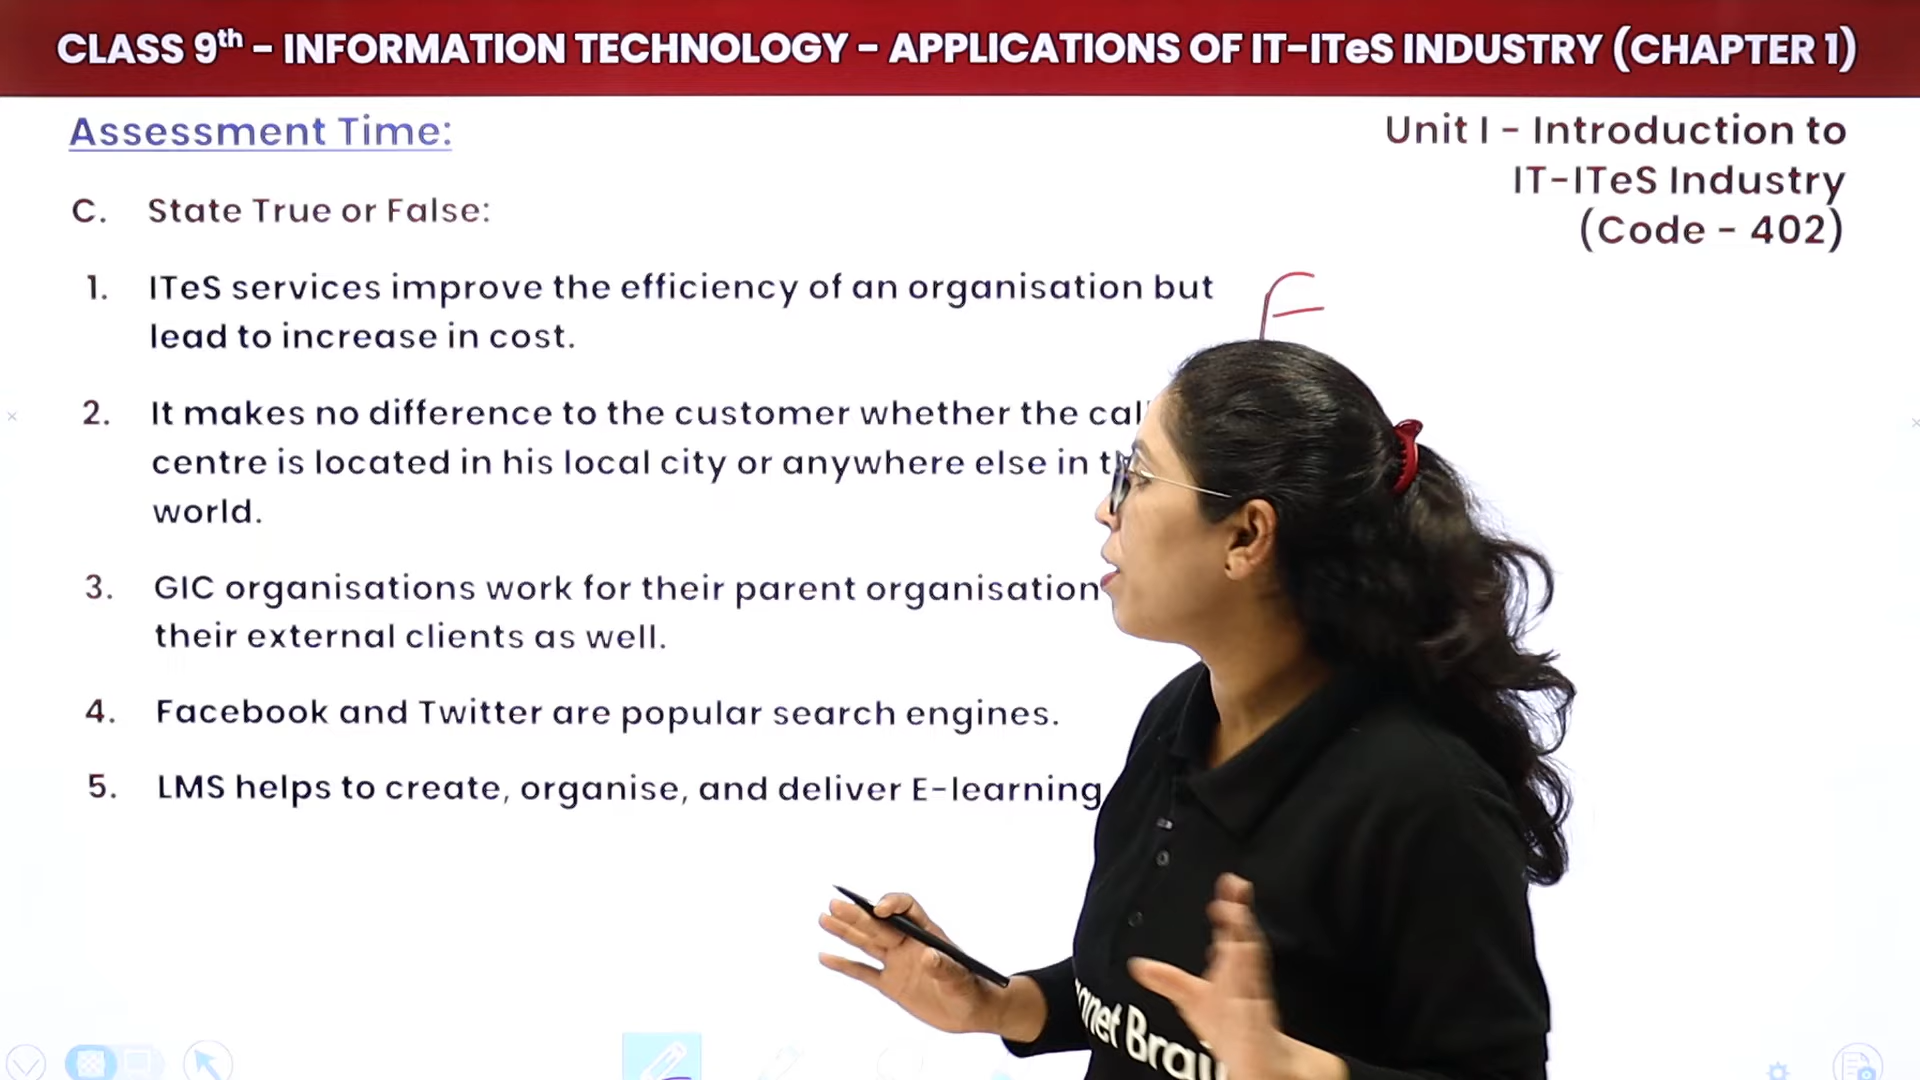 CLASS 9th – INFORMATION TECHNOLOGY – APPLICATIONS OF IT-ITeS INDUSTRY (CHAPTER 1)
Assessment Time:
Unit I – Introduction to
IT-ITeS Industry
(Code – 402)
C. State True or False:
1. ITeS services improve the efficiency of an organisation but
lead to increase in cost.
F
2. It makes no difference to the customer whether the
centre is located in his local city or anywhere else in
world.
3. GIC organisations work for their parent organisation
their external clients as well.
4. Facebook and Twitter are popular search engines.
5. LMS helps to create, organise, and deliver E-learning